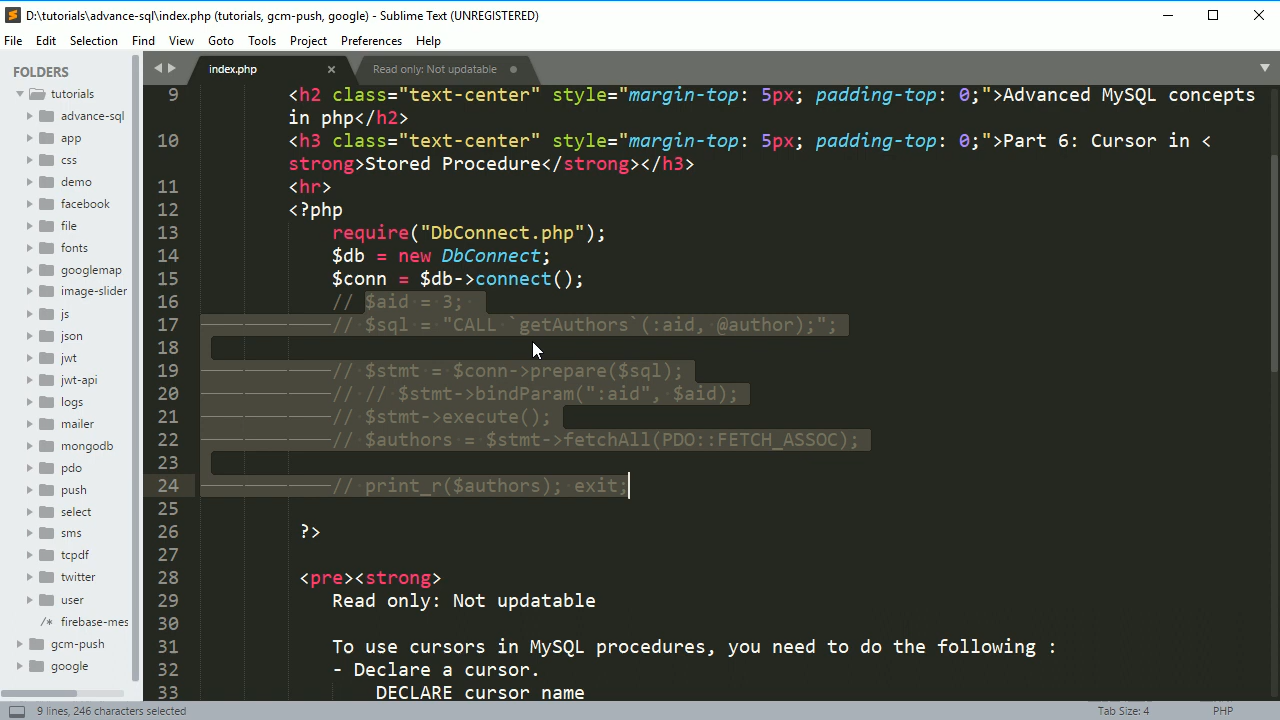 D:\tutorials\advance-sql\index.php (tutorials, gcm-push, google) - Sublime Text (UNREGISTERED)
File Edit Selection Find View Goto Tools Project Preferences Help
FOLDERS
tutorials
advance-sql
app
css
demo
facebook
file
fonts
googlemap
image-slider
js
json
jwt
jwt-api
logs
mailer
mongodb
pdo
push
select
sms
tcpdf
twitter
user
/* firebase-mes
gcm-push
google
index.php
Read only: Not updatable
9 <h2 class="text-center" style="margin-top: 5px; padding-top: 0;">Advanced MySQL concepts
in php</h2>
10 <h3 class="text-center" style="margin-top: 5px; padding-top: 0;">Part 6: Cursor in <
strong>Stored Procedure</strong></h3>
11 <hr>
12 <?php
13 require("DbConnect.php");
14 $db = new DbConnect;
15 $conn = $db->connect();
16 // $aid = 3;
17 // $sql = "CALL `getAuthors`(:aid, @author);";
18
19 // $stmt = $conn->prepare($sql);
20 // // $stmt->bindParam(":aid", $aid);
21 // $stmt->execute();
22 // $authors = $stmt->fetchAll(PDO::FETCH_ASSOC);
23
24 // print_r($authors); exit;
25
26 ?>
27
28 <pre><strong>
29 Read only: Not updatable
30
31 To use cursors in MySQL procedures, you need to do the following :
32 - Declare a cursor.
33 DECLARE cursor_name
9 lines, 246 characters selected
Tab Size: 4
PHP